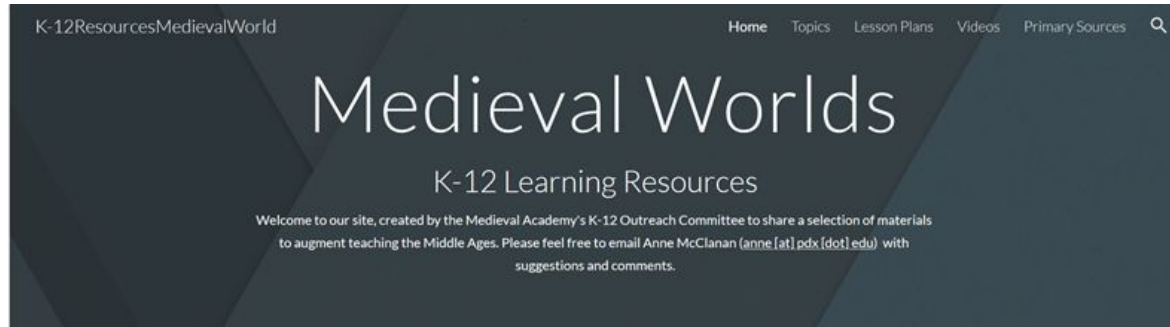 K-12ResourcesMedievalWorld
Home Topics Lesson Plans Videos Primary Sources
Medieval Worlds
K-12 Learning Resources
Welcome to our site, created by the Medieval Academy's K-12 Outreach Committee to share a selection of materials
to augment teaching the Middle Ages. Please feel free to email Anne McClanan (anne [at] pdx [dot] edu) with
suggestions and comments.